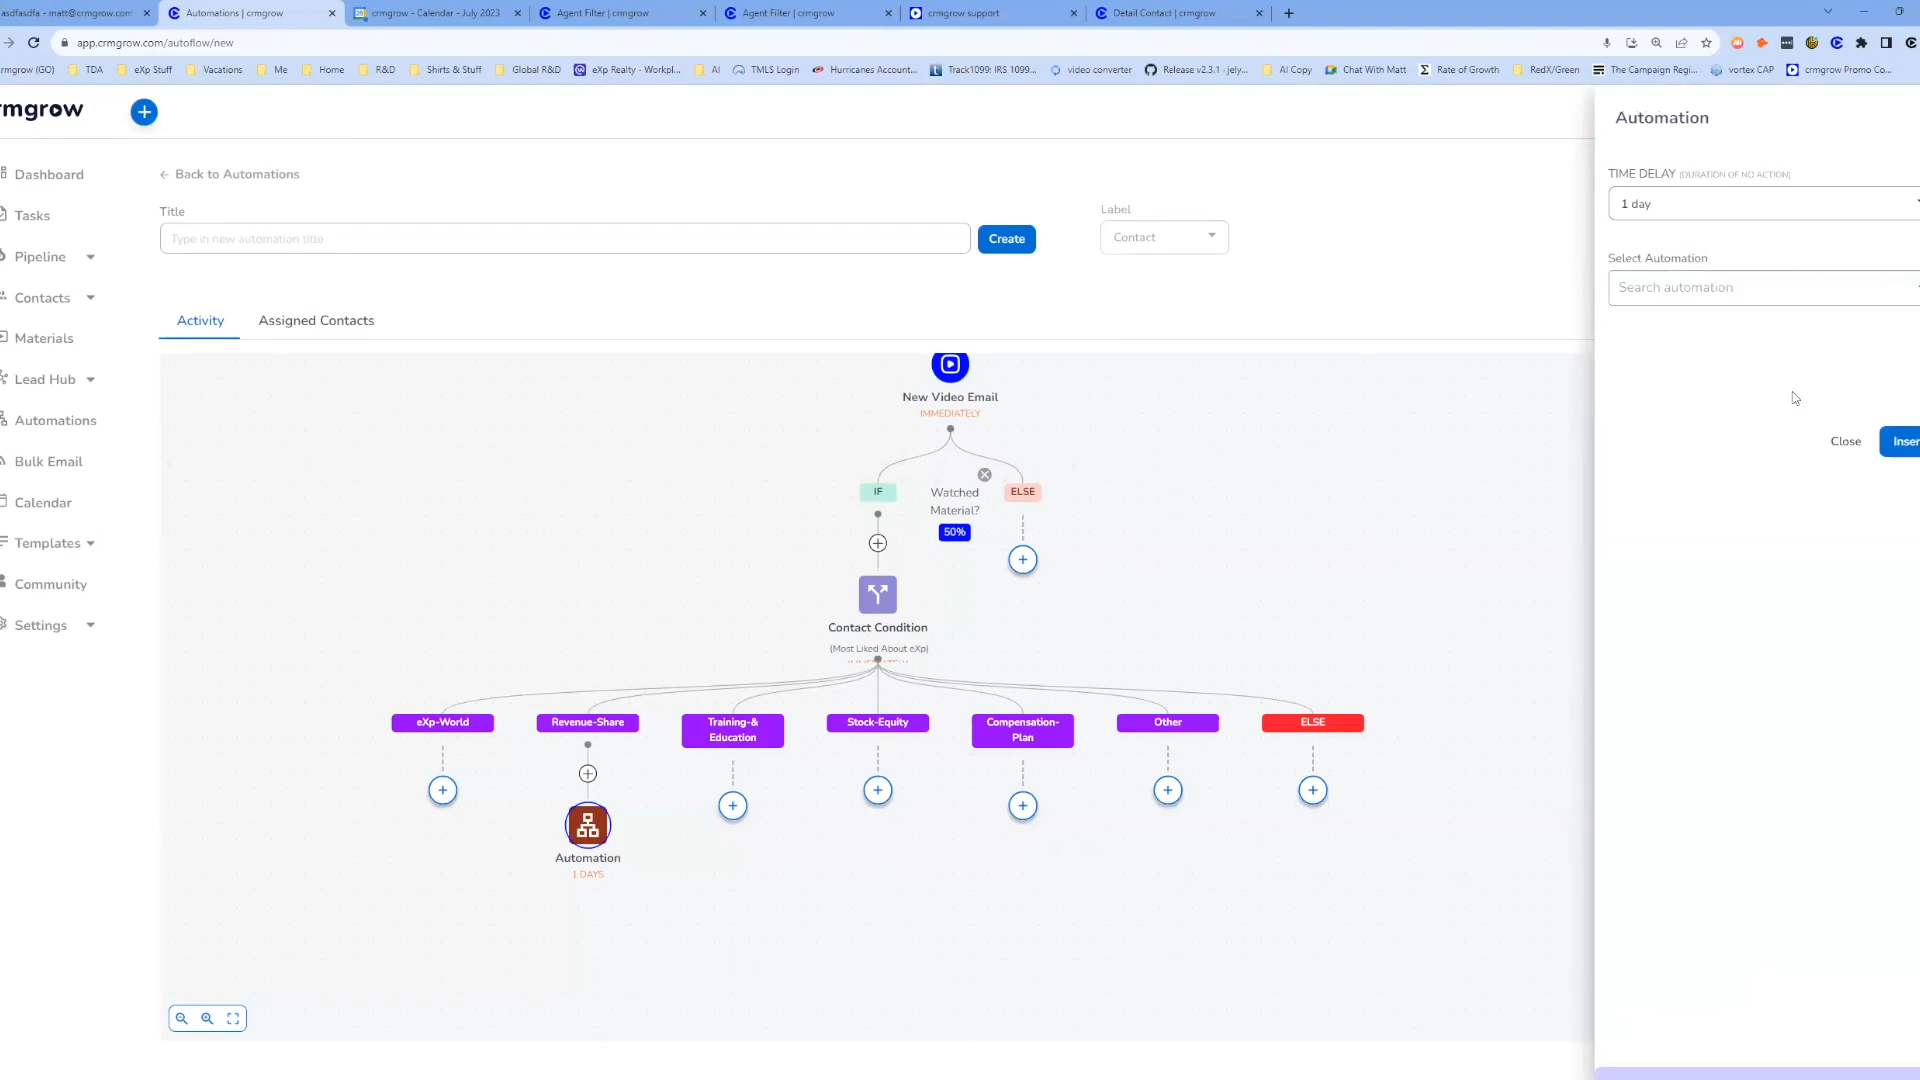 asdfasdfa - matt@crmgrow.com
Automations | crmgrow
crmgrow - Calendar - July 2023
Agent Filter | crmgrow
Agent Filter | crmgrow
crmgrow support
Detail Contact | crmgrow
app.crmgrow.com/autoflow/new
rmgrow (GO)
TDA
eXp Stuff
Vacations
Me
Home
R&D
Shirts & Stuff
Global R&D
eXp Realty - Workpl...
AI
TMLS Login
Hurricanes Account...
Track1099: IRS 1099...
video converter
Release v2.3.1 - jely...
AI Copy
Chat With Matt
Rate of Growth
RedX/Green
The Campaign Regi...
vortex CAP
crmgrow Promo Co...
rmgrow
Dashboard
Tasks
Pipeline
Contacts
Materials
Lead Hub
Automations
Bulk Email
Calendar
Templates
Community
Settings
Back to Automations
Title
Type in new automation title
Create
Label
Contact
Activity
Assigned Contacts
New Video Email
IMMEDIATELY
IF
Watched
Material?
50%
ELSE
Contact Condition
(Most Liked About eXp)
eXp-World
Revenue-Share
Training-&
Education
Stock-Equity
Compensation-
Plan
Other
ELSE
Automation
1 DAYS
Automation
TIME DELAY (DURATION OF NO ACTION)
1 day
Select Automation
Search automation
Close
Inser